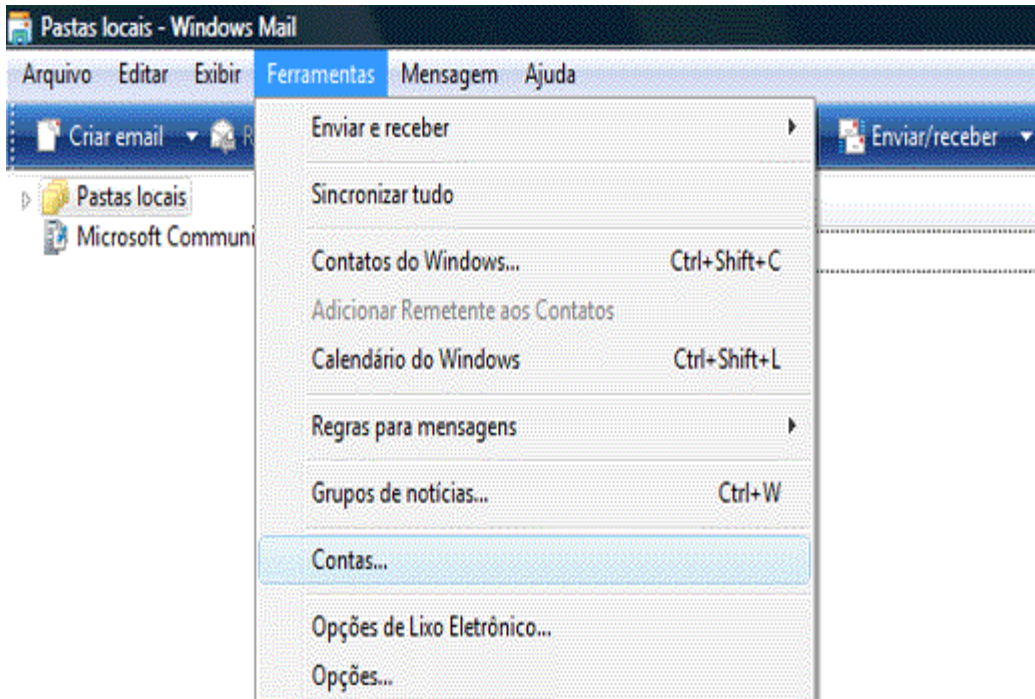 Pastas locais - Windows Mail
Arquivo Editar Exibir Ferramentas Mensagem Ajuda
Criar email Enviar/receber
Enviar e receber
Pastas locais
Sincronizar tudo
Microsoft Communi
Contatos do Windows... Ctrl+Shift+C
Adicionar Remetente aos Contatos
Calendário do Windows Ctrl+Shift+L
Regras para mensagens
Grupos de notícias... Ctrl+W
Contas...
Opções de Lixo Eletrônico...
Opções...